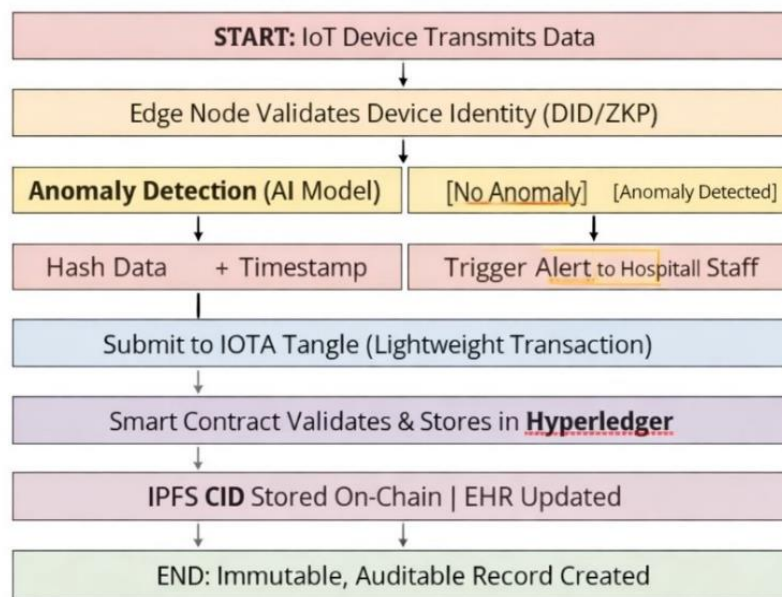 START: IoT Device Transmits Data
Edge Node Validates Device Identity (DID/ZKP)
Anomaly Detection (AI Model)
[No Anomaly] [Anomaly Detected]
Hash Data + Timestamp
Trigger Alert to Hospitall Staff
Submit to IOTA Tangle (Lightweight Transaction)
Smart Contract Validates & Stores in Hyperledger
IPFS CID Stored On-Chain | EHR Updated
END: Immutable, Auditable Record Created